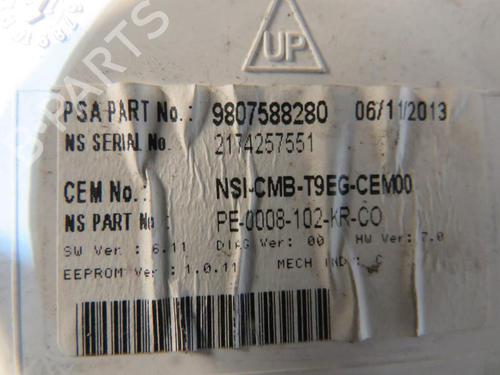 UP
PSA PART No.: 9807588280 06/11/2013
NS SERIAL No. 2174257551
CEM No.: NSI-CMB-T9EG-CEM00
NS PART No : PE-0008-102-KR-CO
SW Ver : 6.11 DIAG Ver : 00 HW Ver : 7.0
EEPROM Ver : 1.0.11 MECH IND : C
B-PARTS